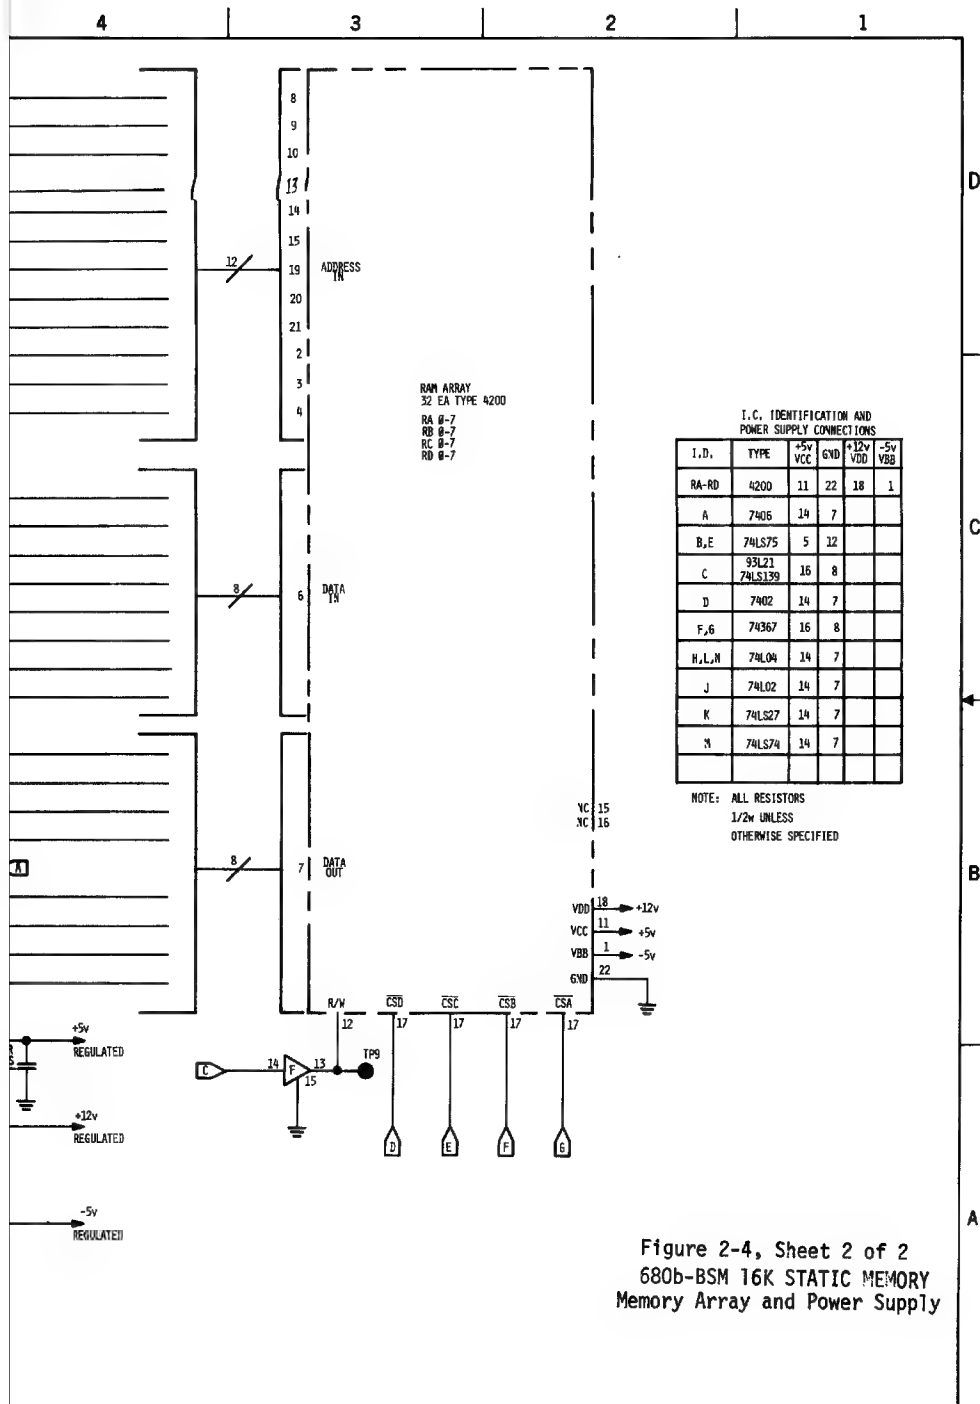 4 3 2 1
D
C
B
A
8
9
10
13
14
15
19
20
21
2
3
4
12
ADDRESS
IN
RAM ARRAY
32 EA TYPE 4200
RA 0-7
RB 0-7
RC 0-7
RD 0-7
I.C. IDENTIFICATION AND
POWER SUPPLY CONNECTIONS
I.D. TYPE +5v VCC GND +12v VDD -5v VBB
RA-RD 4200 11 22 18 1
A 7406 14 7
B,E 74LS75 5 12
C 93L21 74LS139 16 8
D 7402 14 7
F,G 74367 16 8
H,L,N 74L04 14 7
J 74L02 14 7
K 74LS27 14 7
M 74LS74 14 7
NOTE: ALL RESISTORS
1/2w UNLESS
OTHERWISE SPECIFIED
8
6
DATA
IN
A
8
7
DATA
OUT
NC 15
NC 16
VDD 18 +12v
VCC 11 +5v
VBB 1 -5v
GND 22
R/W CSD CSC CSB CSA
12 17 17 17 17
C 14 F 13 TP9
15
D E F G
+5v
REGULATED
+12v
REGULATED
-5v
REGULATED
Figure 2-4, Sheet 2 of 2
680b-BSM 16K STATIC MEMORY
Memory Array and Power Supply